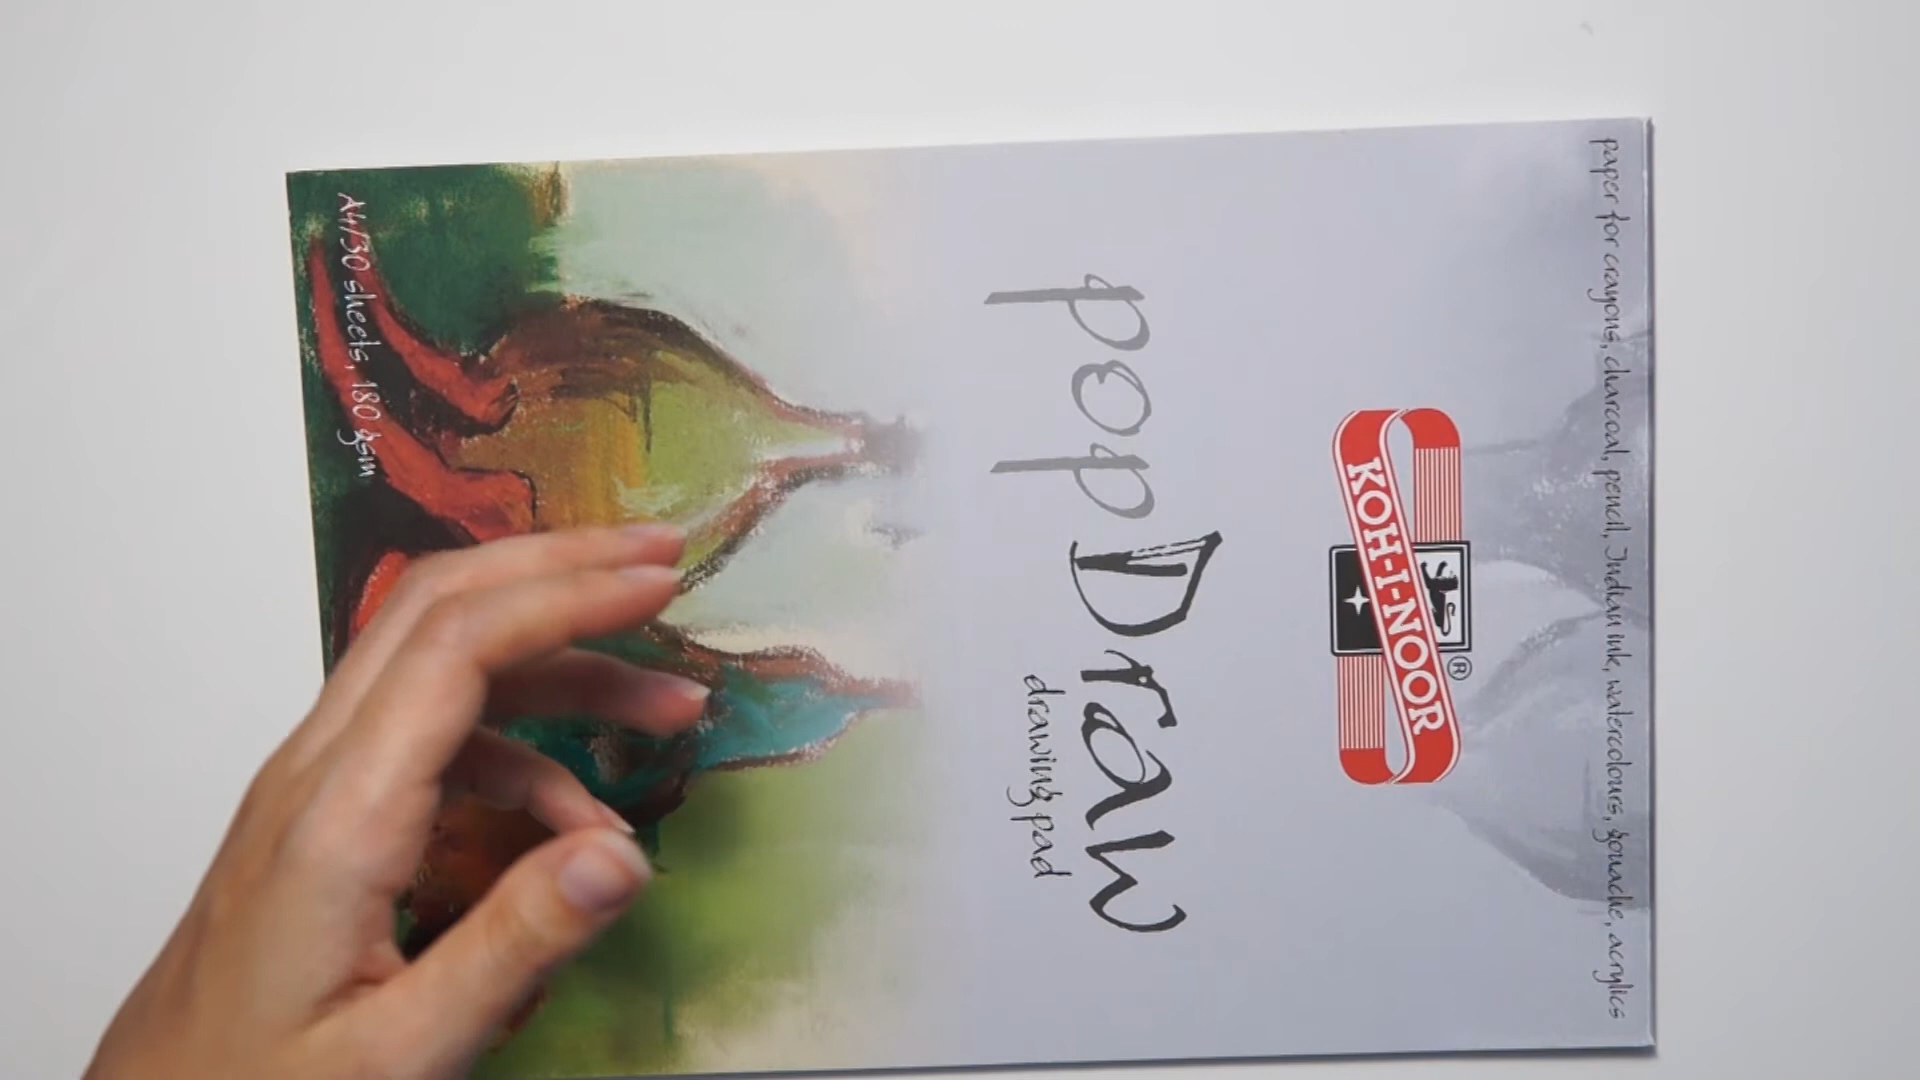 paper for crayons, charcoal, pencil, Indian ink, watercolours, gouache, acrylics
KOH-I-NOOR®
popDraw
drawing pad
A4/30 sheets, 180 gsm